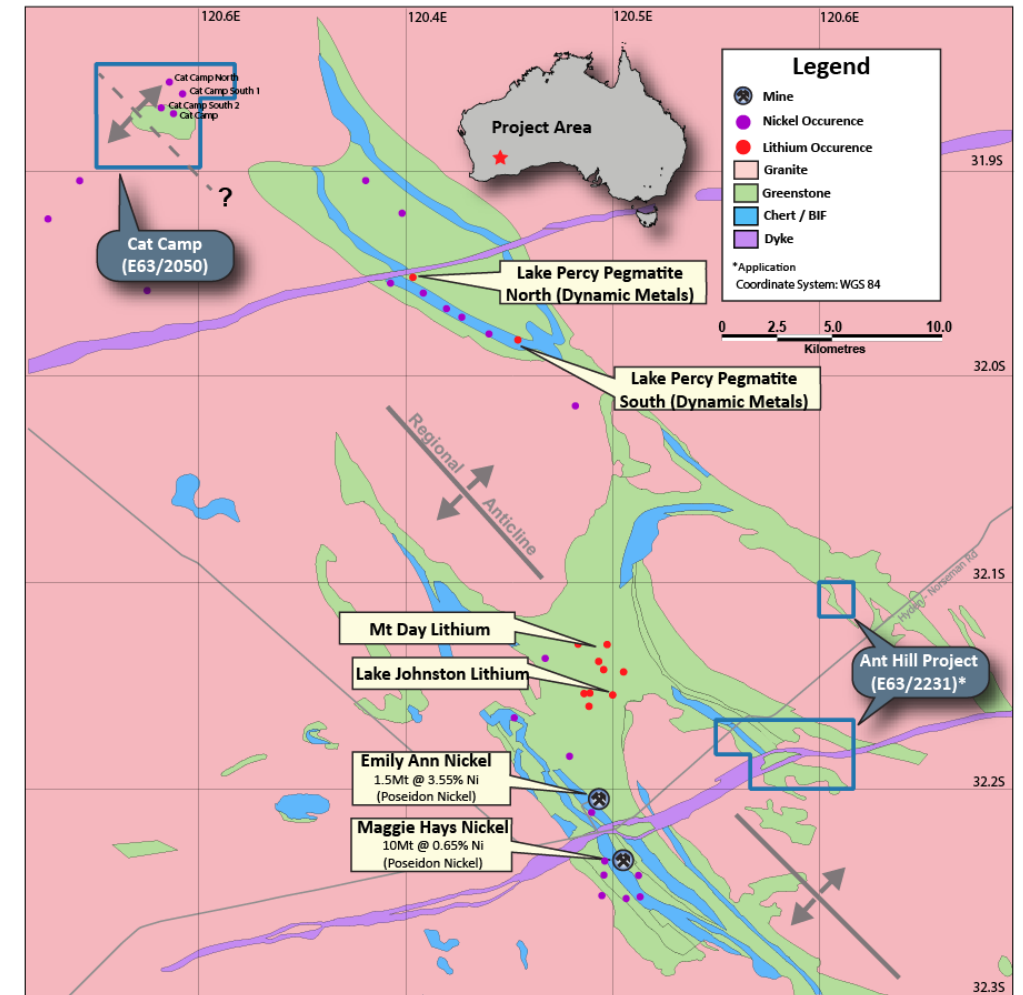 120.6E
120.4E
120.5E
120.6E
Cat Camp North
Cat Camp South 1
Cat Camp South 2
Cat Camp
?
Cat Camp
(E63/2050)
Project Area
Legend
Mine
Nickel Occurence
Lithium Occurence
Granite
Greenstone
Chert / BIF
Dyke
*Application
Coordinate System: WGS 84
0 2.5 5.0 10.0
Kilometres
31.9S
Lake Percy Pegmatite
North (Dynamic Metals)
32.0S
Lake Percy Pegmatite
South (Dynamic Metals)
Regional Anticline
32.1S
Hyden - Norseman Rd
Mt Day Lithium
Lake Johnston Lithium
Ant Hill Project
(E63/2231)*
Emily Ann Nickel
1.5Mt @ 3.55% Ni
(Poseidon Nickel)
32.2S
Maggie Hays Nickel
10Mt @ 0.65% Ni
(Poseidon Nickel)
32.3S